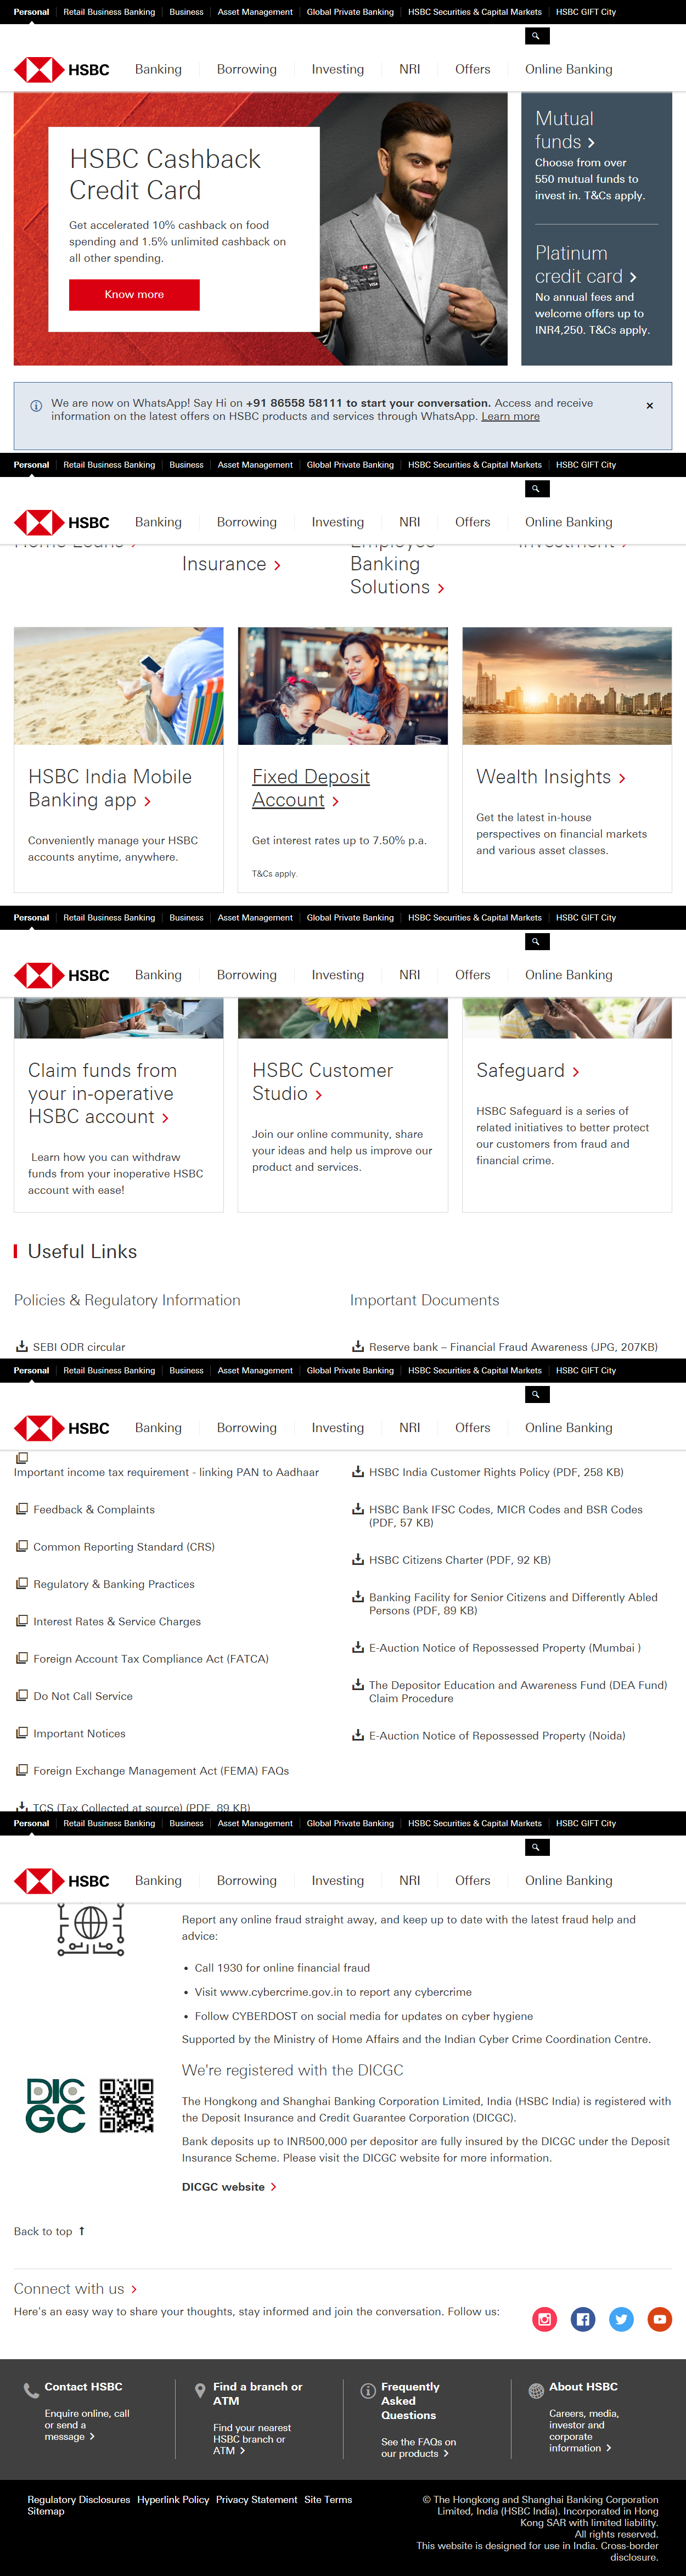 Personal Retail Business Banking Business Asset Management Global Private Banking HSBC Securities & Capital Markets HSBC GIFT City
HSBC Banking Borrowing Investing NRI Offers Online Banking
HSBC Cashback
Credit Card
Get accelerated 10% cashback on food
spending and 1.5% unlimited cashback on
all other spending.
Know more
VISA
Mutual
funds
Choose from over
550 mutual funds to
invest in. T&Cs apply.
Platinum
credit card
No annual fees and
welcome offers up to
INR4,250. T&Cs apply.
We are now on WhatsApp! Say Hi on +91 86558 58111 to start your conversation. Access and receive
information on the latest offers on HSBC products and services through WhatsApp. Learn more
Personal Retail Business Banking Business Asset Management Global Private Banking HSBC Securities & Capital Markets HSBC GIFT City
HSBC Banking Borrowing Investing NRI Offers Online Banking
Home Loans
Insurance
Employee
Banking
Solutions
Investment
HSBC India Mobile
Banking app
Conveniently manage your HSBC
accounts anytime, anywhere.
Fixed Deposit
Account
Get interest rates up to 7.50% p.a.
T&Cs apply.
Wealth Insights
Get the latest in-house
perspectives on financial markets
and various asset classes.
Personal Retail Business Banking Business Asset Management Global Private Banking HSBC Securities & Capital Markets HSBC GIFT City
HSBC Banking Borrowing Investing NRI Offers Online Banking
Claim funds from
your in-operative
HSBC account
Learn how you can withdraw
funds from your inoperative HSBC
account with ease!
HSBC Customer
Studio
Join our online community, share
your ideas and help us improve our
product and services.
Safeguard
HSBC Safeguard is a series of
related initiatives to better protect
our customers from fraud and
financial crime.
Useful Links
Policies & Regulatory Information
SEBI ODR circular
Important Documents
Reserve bank – Financial Fraud Awareness (JPG, 207KB)
Personal Retail Business Banking Business Asset Management Global Private Banking HSBC Securities & Capital Markets HSBC GIFT City
HSBC Banking Borrowing Investing NRI Offers Online Banking
Important income tax requirement - linking PAN to Aadhaar
Feedback & Complaints
Common Reporting Standard (CRS)
Regulatory & Banking Practices
Interest Rates & Service Charges
Foreign Account Tax Compliance Act (FATCA)
Do Not Call Service
Important Notices
Foreign Exchange Management Act (FEMA) FAQs
TCS (Tax Collected at source) (PDF, 89 KB)
HSBC India Customer Rights Policy (PDF, 258 KB)
HSBC Bank IFSC Codes, MICR Codes and BSR Codes
(PDF, 57 KB)
HSBC Citizens Charter (PDF, 92 KB)
Banking Facility for Senior Citizens and Differently Abled
Persons (PDF, 89 KB)
E-Auction Notice of Repossessed Property (Mumbai )
The Depositor Education and Awareness Fund (DEA Fund)
Claim Procedure
E-Auction Notice of Repossessed Property (Noida)
Personal Retail Business Banking Business Asset Management Global Private Banking HSBC Securities & Capital Markets HSBC GIFT City
HSBC Banking Borrowing Investing NRI Offers Online Banking
Report any online fraud straight away, and keep up to date with the latest fraud help and
advice:
• Call 1930 for online financial fraud
• Visit www.cybercrime.gov.in to report any cybercrime
• Follow CYBERDOST on social media for updates on cyber hygiene
Supported by the Ministry of Home Affairs and the Indian Cyber Crime Coordination Centre.
DICGC
We're registered with the DICGC
The Hongkong and Shanghai Banking Corporation Limited, India (HSBC India) is registered with
the Deposit Insurance and Credit Guarantee Corporation (DICGC).
Bank deposits up to INR500,000 per depositor are fully insured by the DICGC under the Deposit
Insurance Scheme. Please visit the DICGC website for more information.
DICGC website
Back to top
Connect with us
Here's an easy way to share your thoughts, stay informed and join the conversation. Follow us:
Contact HSBC
Enquire online, call
or send a
message
Find a branch or
ATM
Find your nearest
HSBC branch or
ATM
Frequently
Asked
Questions
See the FAQs on
our products
About HSBC
Careers, media,
investor and
corporate
information
Regulatory Disclosures Hyperlink Policy Privacy Statement Site Terms
Sitemap
© The Hongkong and Shanghai Banking Corporation
Limited, India (HSBC India). Incorporated in Hong
Kong SAR with limited liability.
All rights reserved.
This website is designed for use in India. Cross-border
disclosure.